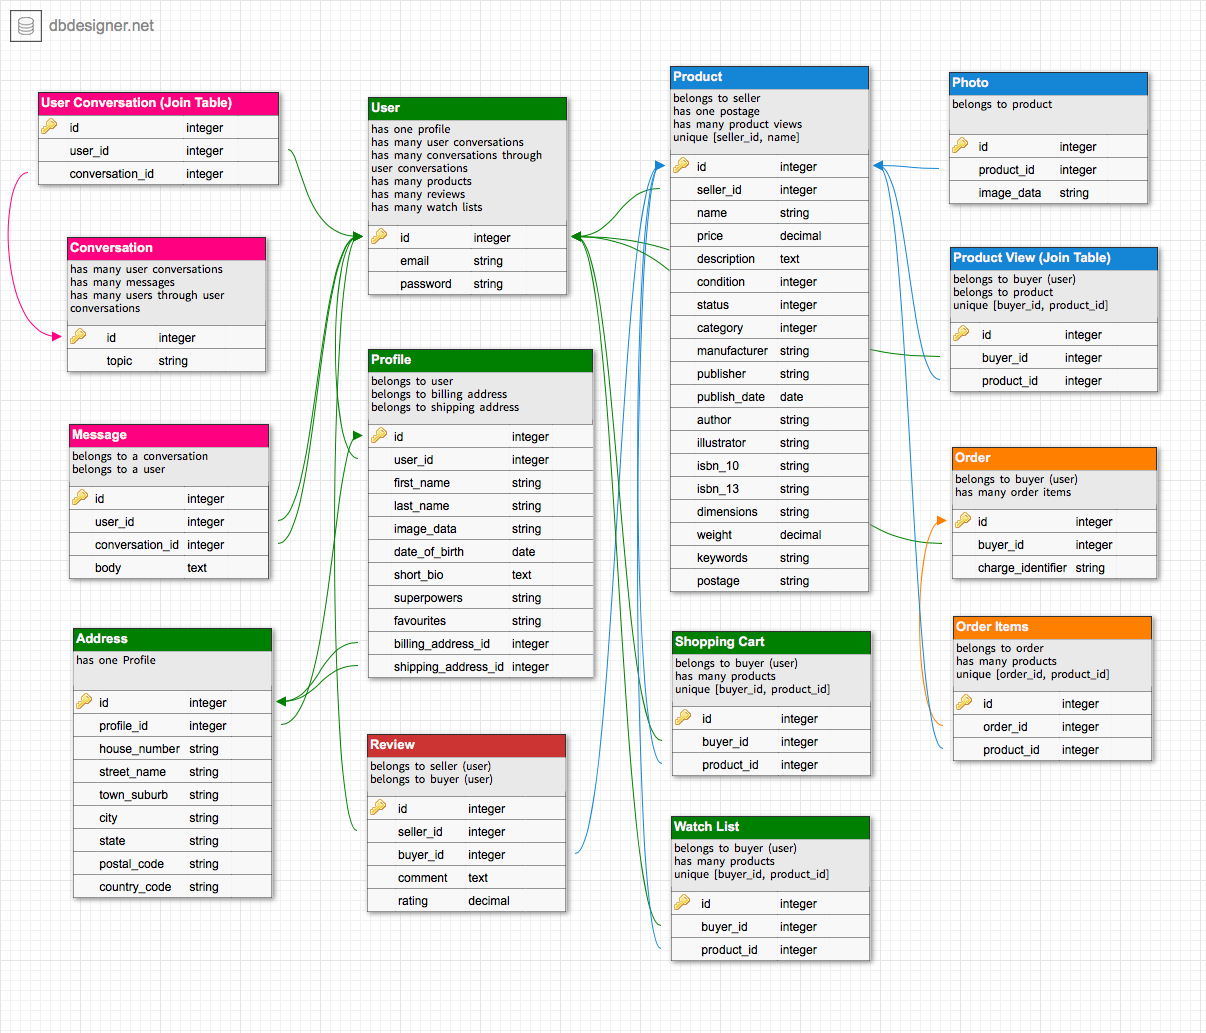 dbdesigner.net
User Conversation (Join Table)
id integer
user_id integer
conversation_id integer
Conversation
has many user conversations
has many messages
has many users through user
conversations
id integer
topic string
Message
belongs to a conversation
belongs to a user
id integer
user_id integer
conversation_id integer
body text
Address
has one Profile
id integer
profile_id integer
house_number string
street_name string
town_suburb string
city string
state string
postal_code string
country_code string
User
has one profile
has many user conversations
has many conversations through
user conversations
has many products
has many reviews
has many watch lists
id integer
email string
password string
Profile
belongs to user
belongs to billing address
belongs to shipping address
id integer
user_id integer
first_name string
last_name string
image_data string
date_of_birth date
short_bio text
superpowers string
favourites string
billing_address_id integer
shipping_address_id integer
Review
belongs to seller (user)
belongs to buyer (user)
id integer
seller_id integer
buyer_id integer
comment text
rating decimal
Product
belongs to seller
has one postage
has many product views
unique [seller_id, name]
id integer
seller_id integer
name string
price decimal
description text
condition integer
status integer
category integer
manufacturer string
publisher string
publish_date date
author string
illustrator string
isbn_10 string
isbn_13 string
dimensions string
weight decimal
keywords string
postage string
Shopping Cart
belongs to buyer (user)
has many products
unique [buyer_id, product_id]
id integer
buyer_id integer
product_id integer
Watch List
belongs to buyer (user)
has many products
unique [buyer_id, product_id]
id integer
buyer_id integer
product_id integer
Photo
belongs to product
id integer
product_id integer
image_data string
Product View (Join Table)
belongs to buyer (user)
belongs to product
unique [buyer_id, product_id]
id integer
buyer_id integer
product_id integer
Order
belongs to buyer (user)
has many order items
id integer
buyer_id integer
charge_identifier string
Order Items
belongs to order
has many products
unique [order_id, product_id]
id integer
order_id integer
product_id integer